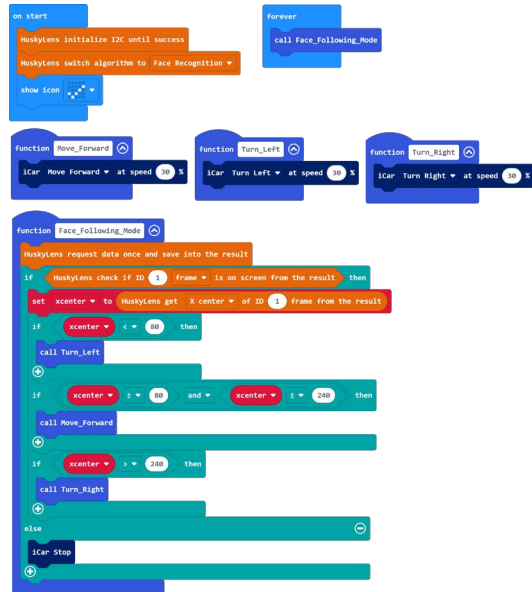 on start
HuskyLens initialize I2C until success
HuskyLens switch algorithm to Face Recognition
show icon
forever
call Face_Following_Mode
function Move_Forward
iCar Move Forward at speed 30 %
function Turn_Left
iCar Turn Left at speed 30 %
function Turn_Right
iCar Turn Right at speed 30 %
function Face_Following_Mode
HuskyLens request data once and save into the result
if HuskyLens check if ID 1 frame is on screen from the result then
set xcenter to HuskyLens get X center of ID 1 frame from the result
if xcenter < 80 then
call Turn_Left
if xcenter ≥ 80 and xcenter ≤ 240 then
call Move_Forward
if xcenter > 240 then
call Turn_Right
else
iCar Stop